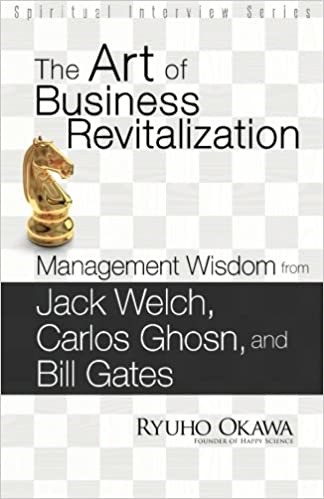 Spiritual Interview Series
The Art of
Business
Revitalization
Management Wisdom from
Jack Welch,
Carlos Ghosn, and
Bill Gates
RYUHO OKAWA
FOUNDER OF HAPPY SCIENCE